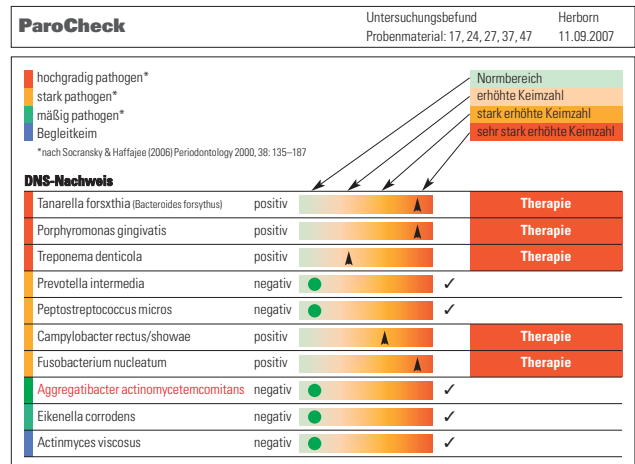 ParoCheck
Untersuchungsbefund Herborn
Probenmaterial: 17, 24, 27, 37, 47 11.09.2007
hochgradig pathogen* Normbereich
stark pathogen* erhöhte Keimzahl
mäßig pathogen* stark erhöhte Keimzahl
Begleitkeim sehr stark erhöhte Keimzahl
*nach Socransky & Haffajee (2006) Periodontology 2000, 38: 135–187
DNS-Nachweis
Tanarella forsxthia (Bacteroides forsythus) positiv Therapie
Porphyromonas gingivatis positiv Therapie
Treponema denticola positiv Therapie
Prevotella intermedia negativ ✓
Peptostreptococcus micros negativ ✓
Campylobacter rectus/showae positiv Therapie
Fusobacterium nucleatum positiv Therapie
Aggregatibacter actinomycetemcomitans negativ ✓
Eikenella corrodens negativ ✓
Actinmyces viscosus negativ ✓